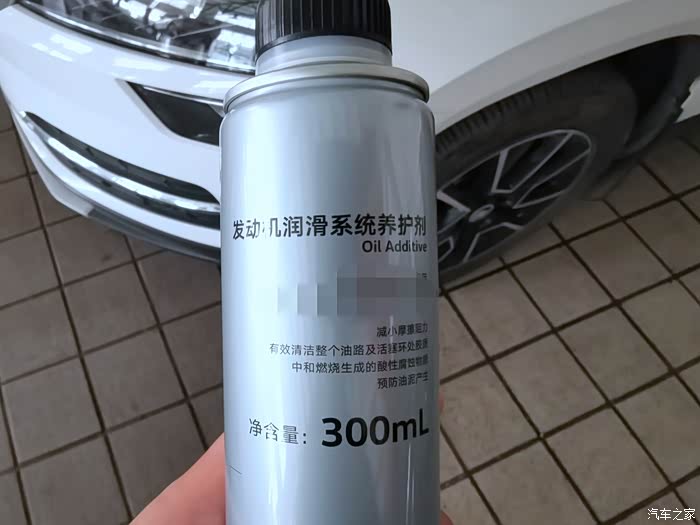 发动机润滑系统养护剂
Oil Additive
减小摩擦阻力
有效清洁整个油路及活塞环处胶质
中和燃烧生成的酸性腐蚀物质
预防油泥产生
净含量：300mL
汽车之家